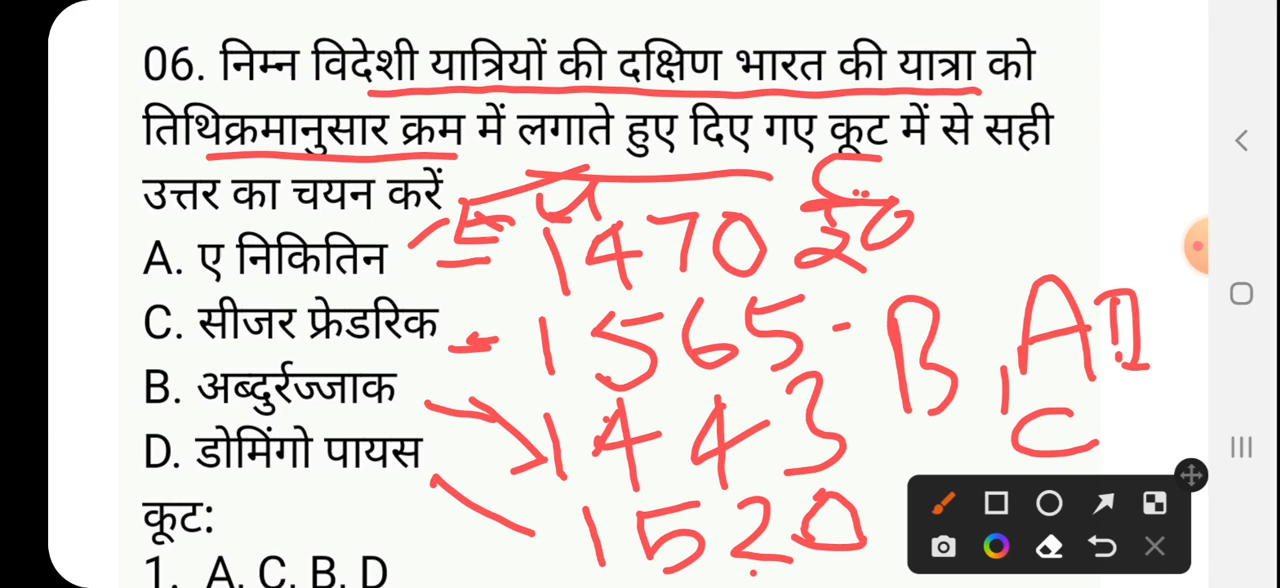 06. निम्न विदेशी यात्रियों की दक्षिण भारत की यात्रा को
तिथिक्रमानुसार क्रम में लगाते हुए दिए गए कूट में से सही
उत्तर का चयन करें
A. ए निकितिन
1470
20
C. सीजर फ्रेडरिक
1565
B, A D
C
B. अब्दुर्रज्जाक
1443
D. डोमिंगो पायस
1520
कूट:
1. A, C, B, D